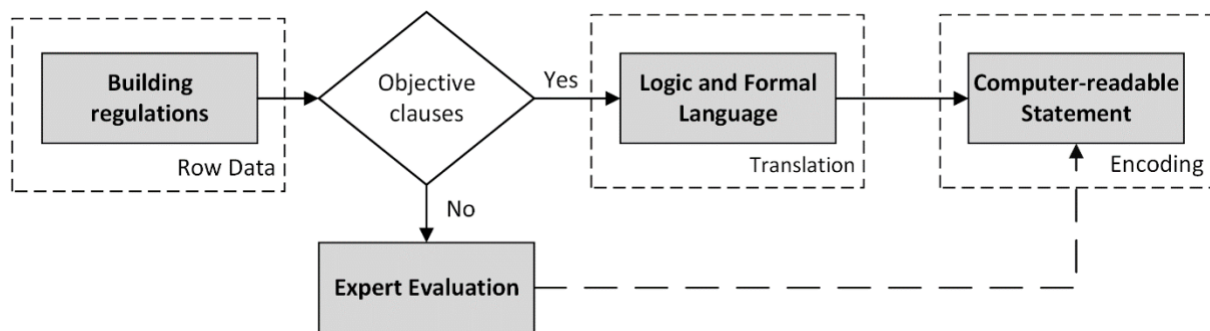 Building
regulations
Row Data
Objective
clauses
Yes
No
Logic and Formal
Language
Translation
Computer-readable
Statement
Encoding
Expert Evaluation